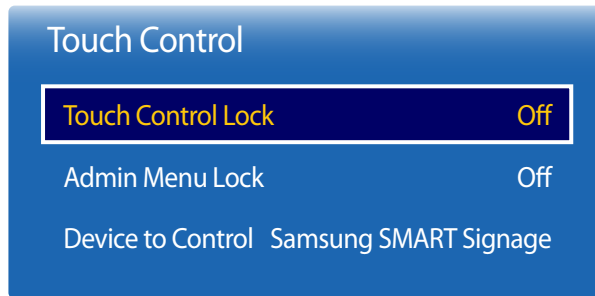 Touch Control
Touch Control Lock Off
Admin Menu Lock Off
Device to Control Samsung SMART Signage